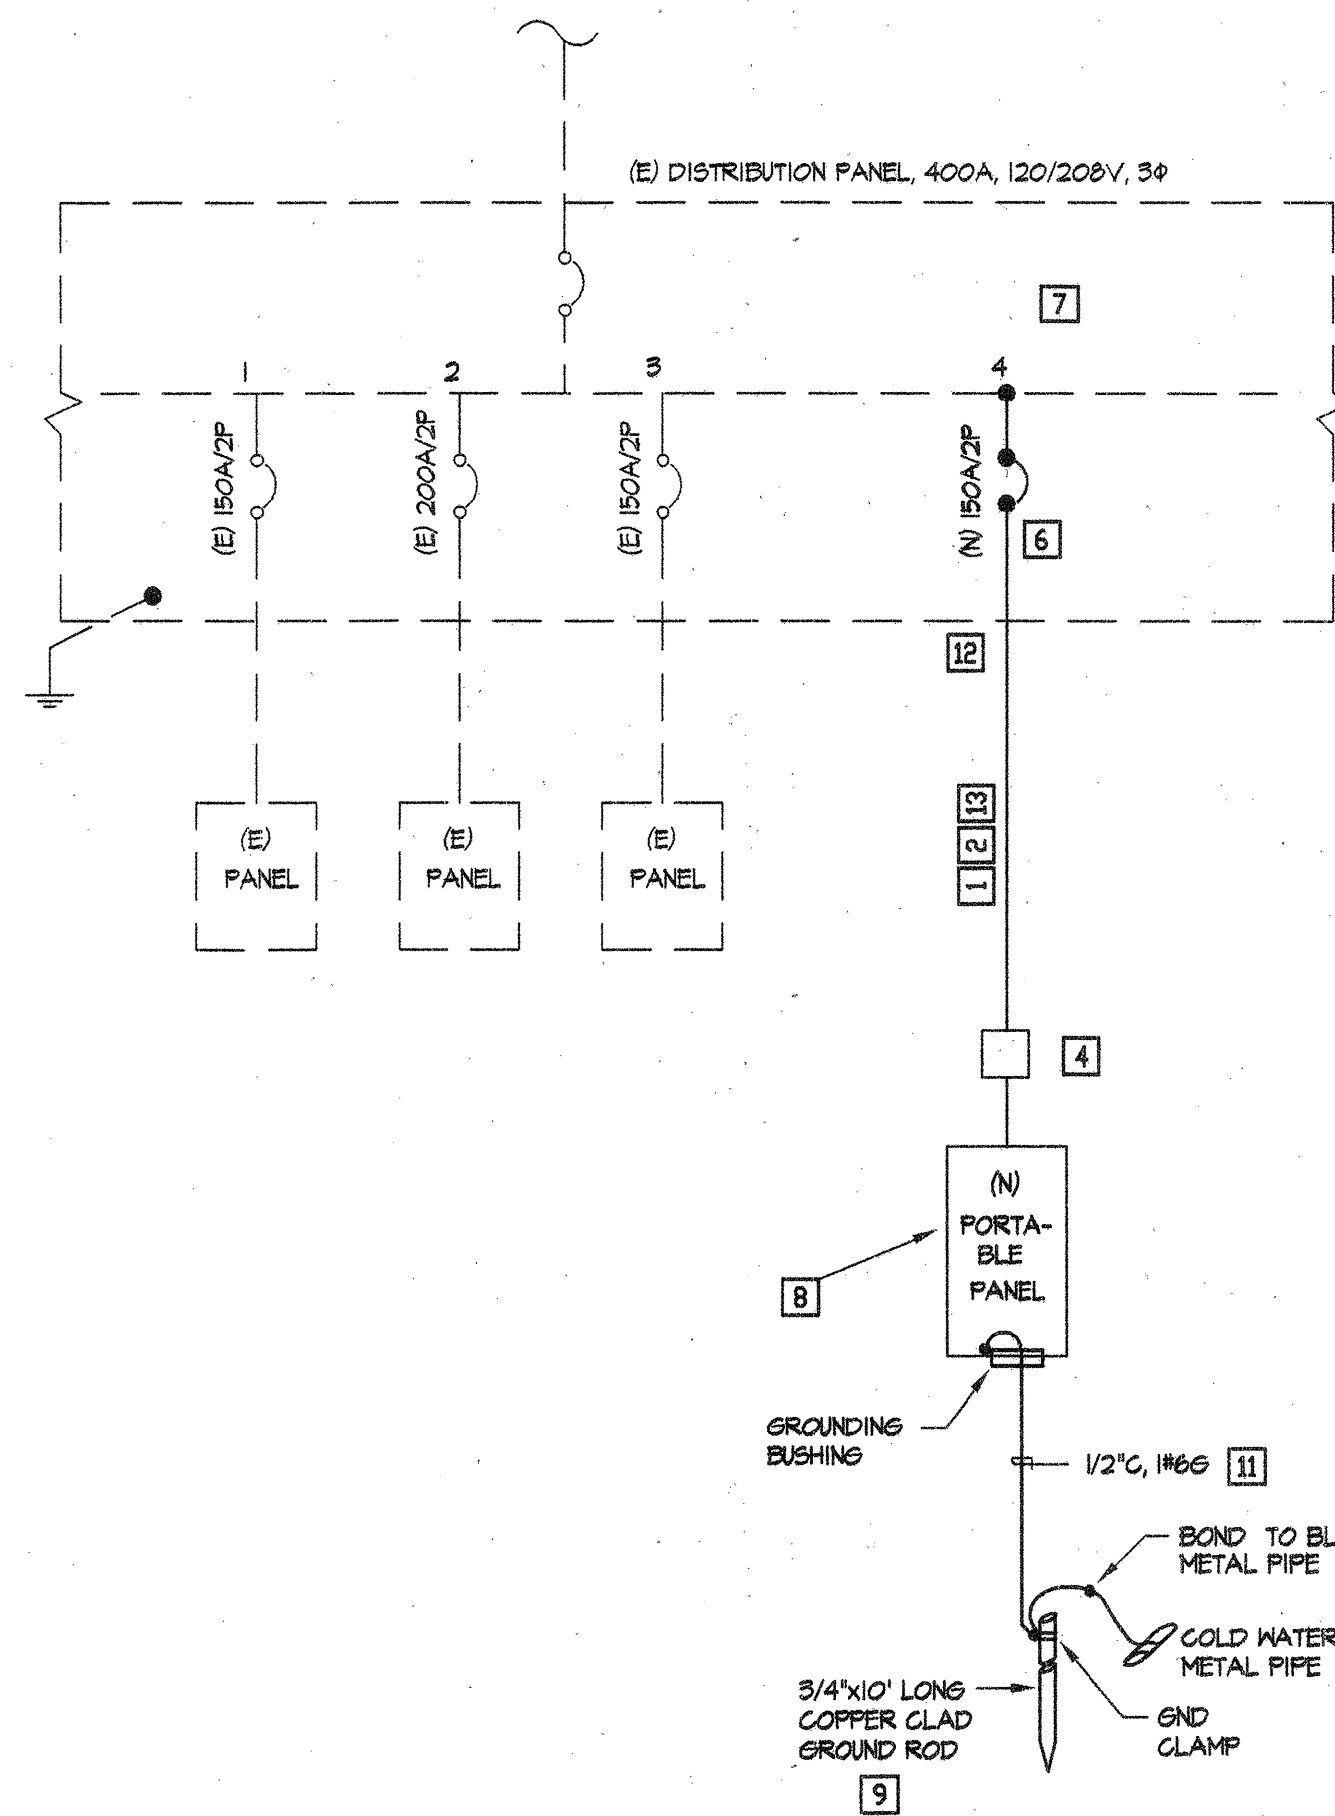 (E) DISTRIBUTION PANEL, 400A, 120/208V, 3Φ
7
1
2
3
4
(E) 150A/2P
(E) 200A/2P
(E) 150A/2P
(N) 150A/2P
6
12
13
2
1
(E)
PANEL
(E)
PANEL
(E)
PANEL
4
(N)
PORTA-
BLE
PANEL
8
GROUNDING
BUSHING
1/2"C, 1#6G
11
BOND TO BL
METAL PIPE
COLD WATER
METAL PIPE
3/4"x10' LONG
COPPER CLAD
GROUND ROD
GND
CLAMP
9